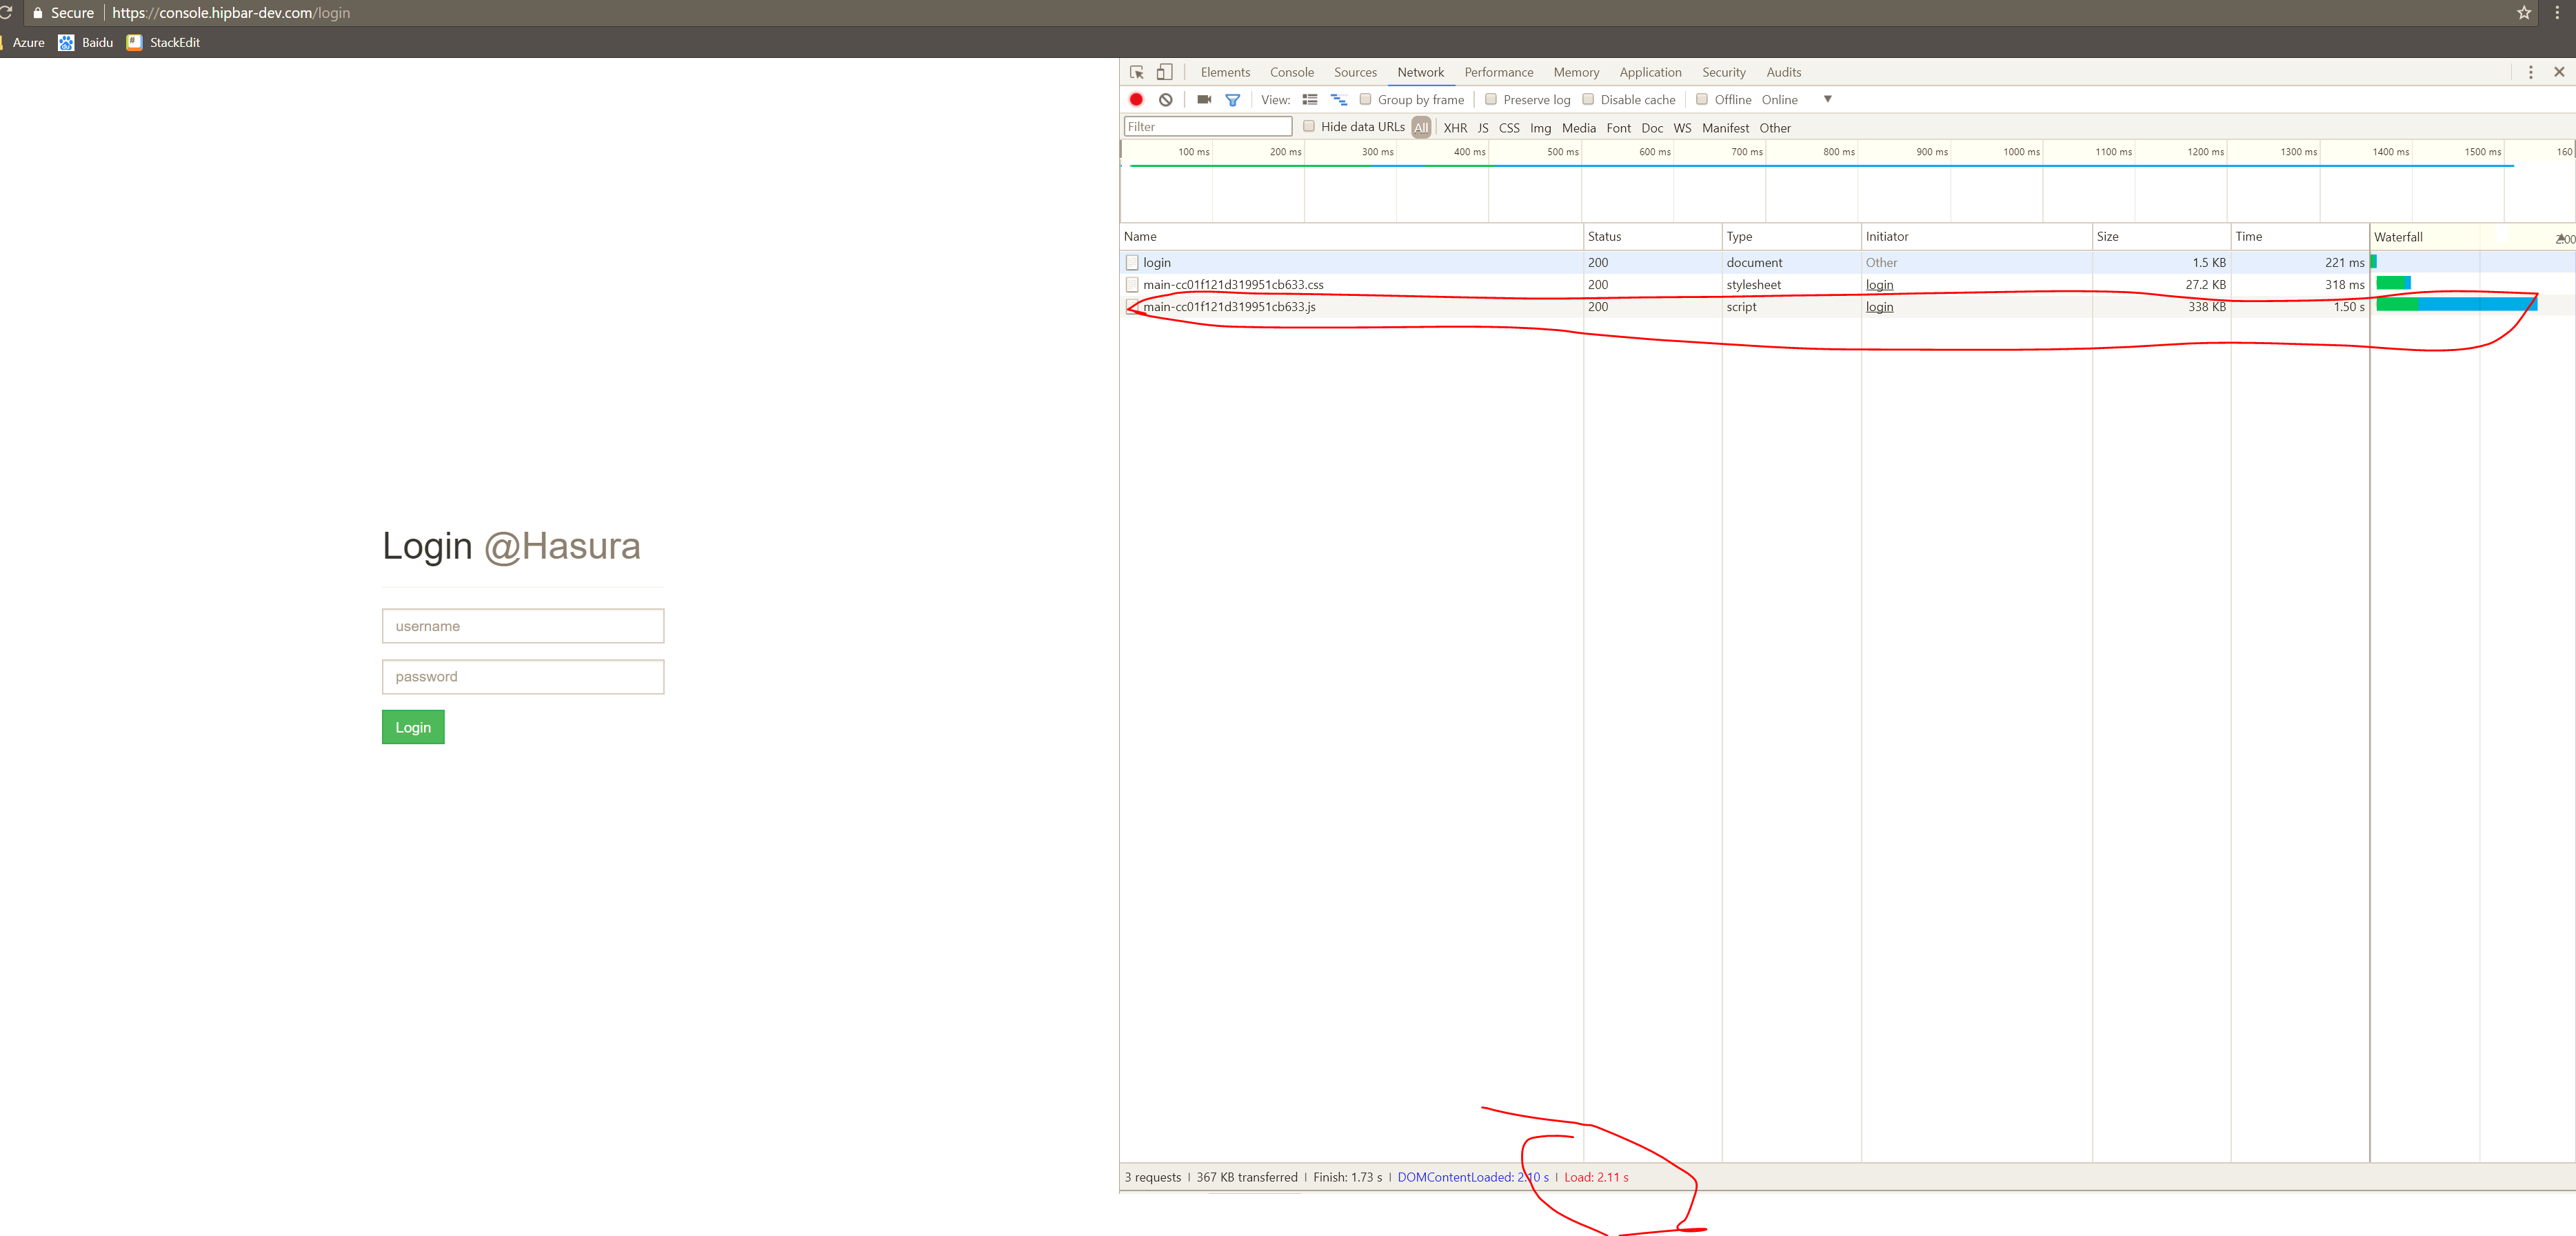 Secure https://console.hipbar-dev.com/login
Azure Baidu StackEdit
Elements Console Sources Network Performance Memory Application Security Audits
View: Group by frame Preserve log Disable cache Offline Online
Filter Hide data URLs All XHR JS CSS Img Media Font Doc WS Manifest Other
100 ms 200 ms 300 ms 400 ms 500 ms 600 ms 700 ms 800 ms 900 ms 1000 ms 1100 ms 1200 ms 1300 ms 1400 ms 1500 ms 160
Name Status Type Initiator Size Time Waterfall 2.00
login 200 document Other 1.5 KB 221 ms
main-cc01f121d319951cb633.css 200 stylesheet login 27.2 KB 318 ms
main-cc01f121d319951cb633.js 200 script login 338 KB 1.50 s
Login @Hasura
username
password
Login
3 requests | 367 KB transferred | Finish: 1.73 s | DOMContentLoaded: 2.10 s | Load: 2.11 s